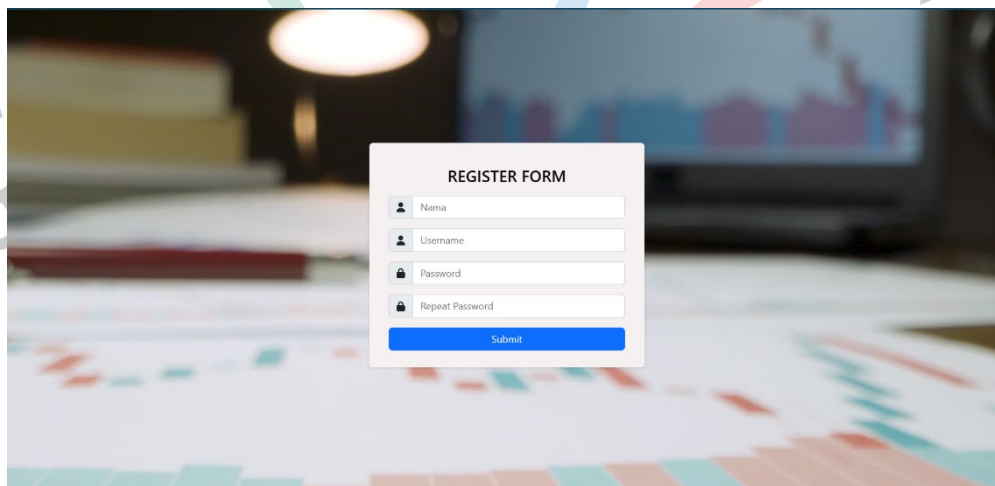 REGISTER FORM
Nama
Username
Password
Repeat Password
Submit